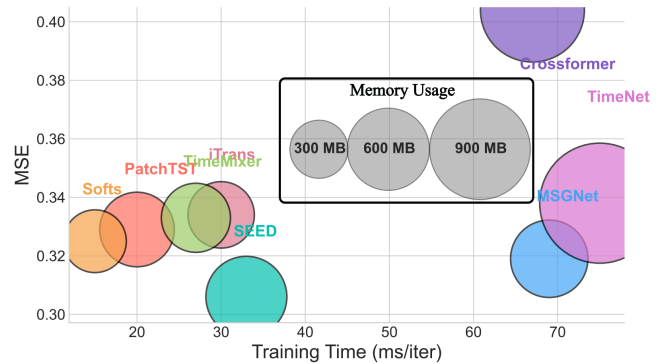 0.40
Crossformer
0.38
Memory Usage
TimeNet
0.36
300 MB
600 MB
900 MB
MSE
iTrans
TimeMixer
PatchTST
Softs
MSGNet
0.34
SEED
0.32
0.30
20
30
40
50
60
70
Training Time (ms/iter)